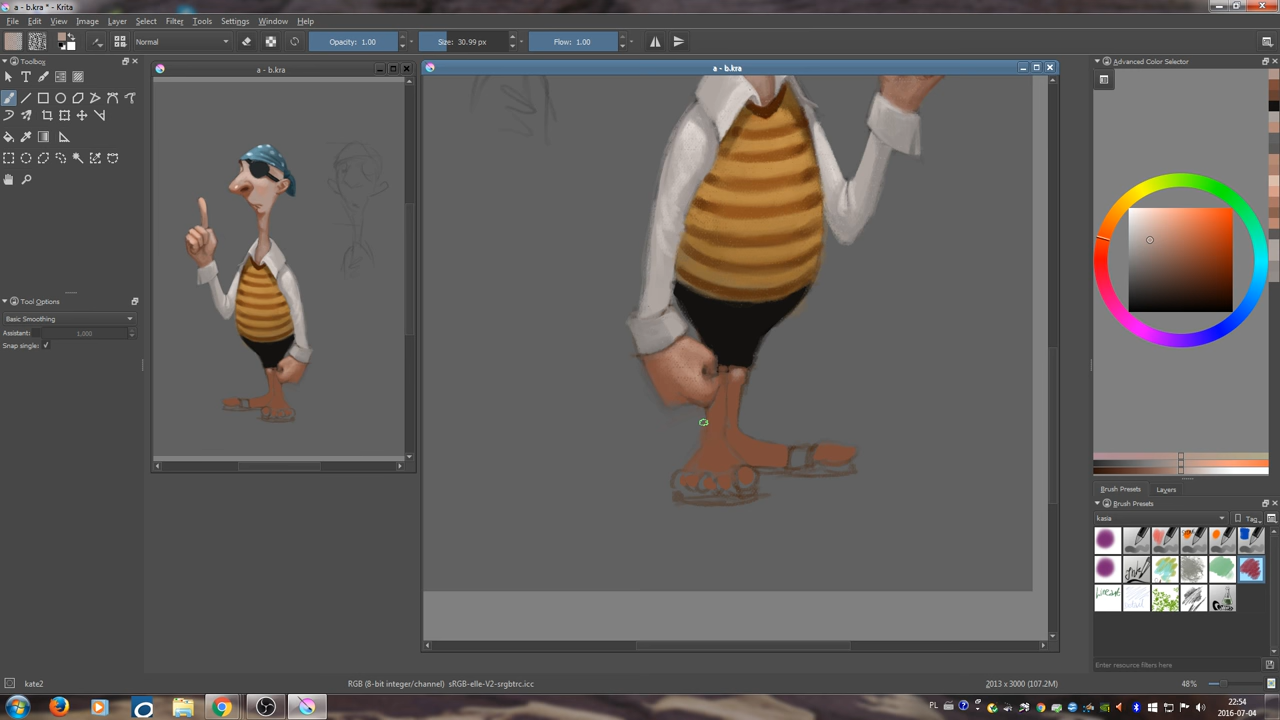 a - b.kra * - Krita
File Edit View Image Layer Select Filter Tools Settings Window Help
Normal Opacity: 1.00 Size: 30.99 px Flow: 1.00
Toolbox
a - b.kra
a - b.kra
Advanced Color Selector
Tool Options
Basic Smoothing
Assistant: 1,000
Snap single:
Brush Presets Layers
Brush Presets
kasia Tag
Enter resource filters here
kate2 RGB (8-bit integer/channel) sRGB-elle-V2-srgbtrc.icc 2013 x 3000 (107.2M) 48%
PL 22:54
2016-07-04